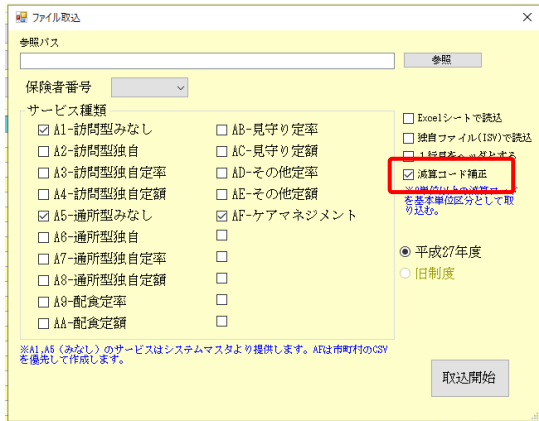 ファイル取込
参照パス
参照
保険者番号
サービス種類
A1-訪問型みなし
A2-訪問型独自
A3-訪問型独自定率
A4-訪問型独自定額
A5-通所型みなし
A6-通所型独自
A7-通所型独自定率
A8-通所型独自定額
A9-配食定率
AA-配食定額
AB-見守り定率
AC-見守り定額
AD-その他定率
AE-その他定額
AF-ケアマネジメント
Excelシートで読込
独自ファイル(ISV)で読込
1行目をヘッダとする
減算コード補正
を基本単位区分として取
り込む。
平成27年度
旧制度
※A1,A5（みなし）のサービスはシステムマスタより提供します。AFは市町村のCSV
を優先して作成します。
取込開始